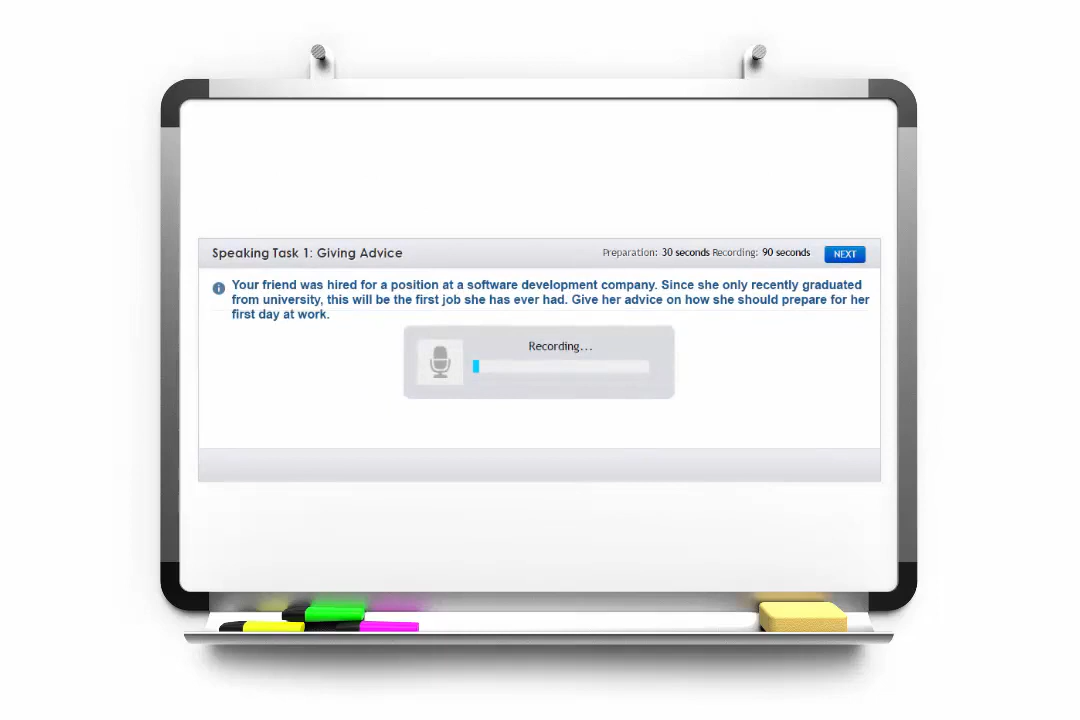 Speaking Task 1: Giving Advice
Preparation: 30 seconds Recording: 90 seconds
NEXT
Your friend was hired for a position at a software development company. Since she only recently graduated
from university, this will be the first job she has ever had. Give her advice on how she should prepare for her
first day at work.
Recording...